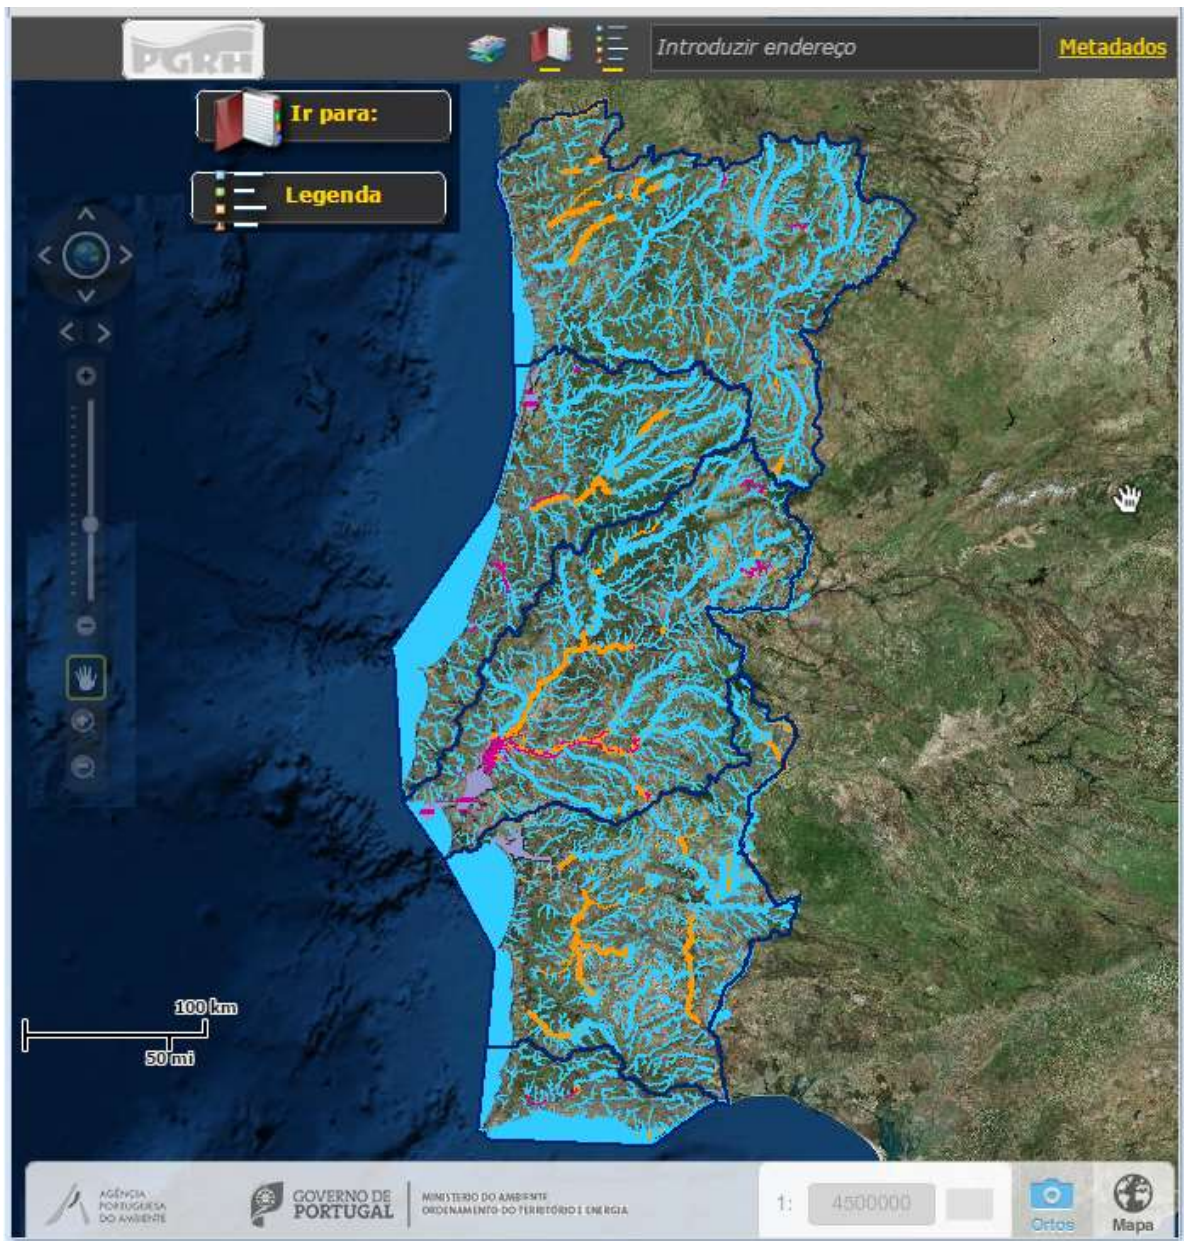 PGRH
Introduzir endereço
Metadados
Ir para:
Legenda
100 km
50 mi
AGÊNCIA
PORTUGUESA
DO AMBIENTE
GOVERNO DE
PORTUGAL
MINISTÉRIO DO AMBIENTE
ORDENAMENTO DO TERRITÓRIO E ENERGIA
1:
4500000
Ortos
Mapa